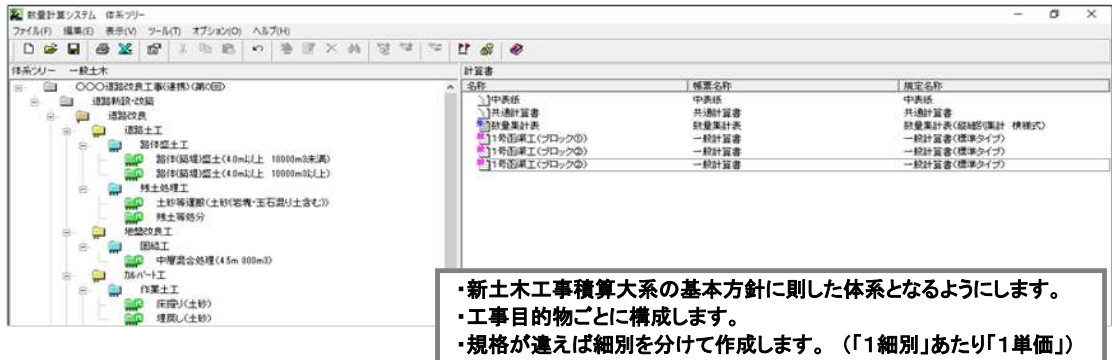 数量計算システム 体系ツリー
ファイル(F) 編集(E) 表示(V) ツール(T) オプション(O) ヘルプ(H)
体系ツリー 一般土木
〇〇〇道路改良工事(連携)(第0回)
道路新設・改築
道路改良
道路土工
路体盛土工
路体(築堤)盛土(4.0m以上 10000m3未満)
路体(築堤)盛土(4.0m以上 10000m3以上)
残土処理工
土砂等運搬(土砂(岩塊・玉石混り土含む))
残土等処分
地盤改良工
固結工
中層混合処理(4.5m 800m3)
カルバート工
作業土工
床掘り(土砂)
埋戻し(土砂)
計算書
名称 帳票名称 規定名称
中表紙 中表紙 中表紙
共通計算書 共通計算書 共通計算書
数量集計表 数量集計表 数量集計表(縦細別集計 横様式)
1号函渠工(ブロック①) 一般計算書 一般計算書(標準タイプ)
1号函渠工(ブロック②) 一般計算書 一般計算書(標準タイプ)
1号函渠工(ブロック②) 一般計算書 一般計算書(標準タイプ)
・新土木工事積算大系の基本方針に則した体系となるようにします。
・工事目的物ごとに構成します。
・規格が違えば細別を分けて作成します。(「１細別」あたり「１単価」)